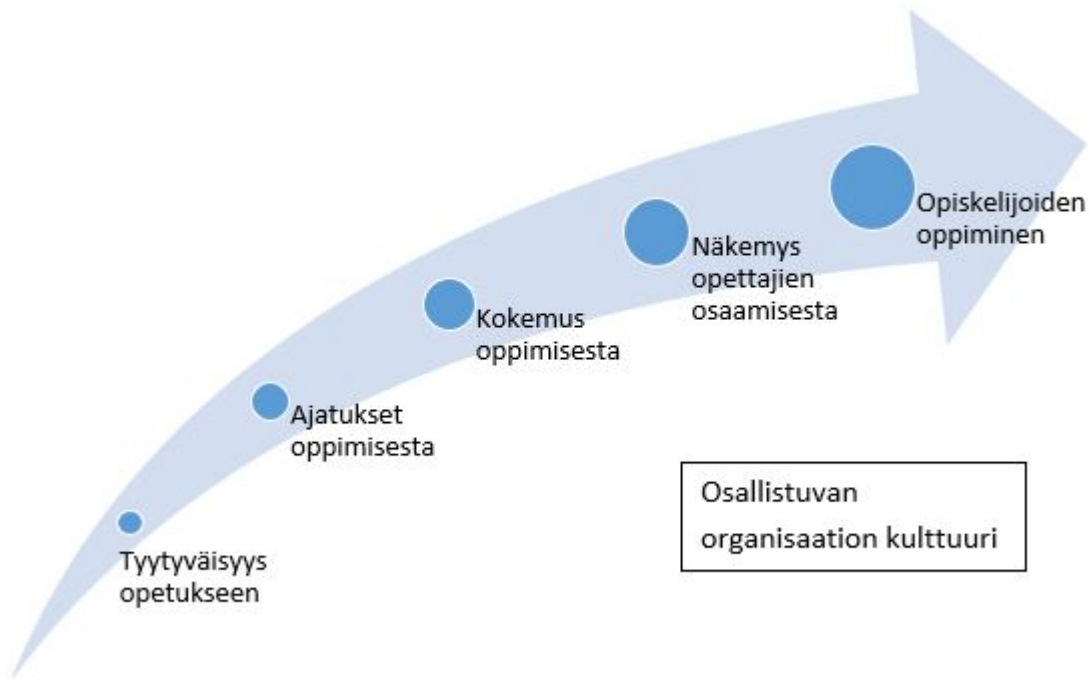 Opiskelijoiden
oppiminen
Näkemys
opettajien
osaamisesta
Kokemus
oppimisesta
Ajatukset
oppimisesta
Tyytyväisyys
opetukseen
Osallistuvan
organisaation kulttuuri